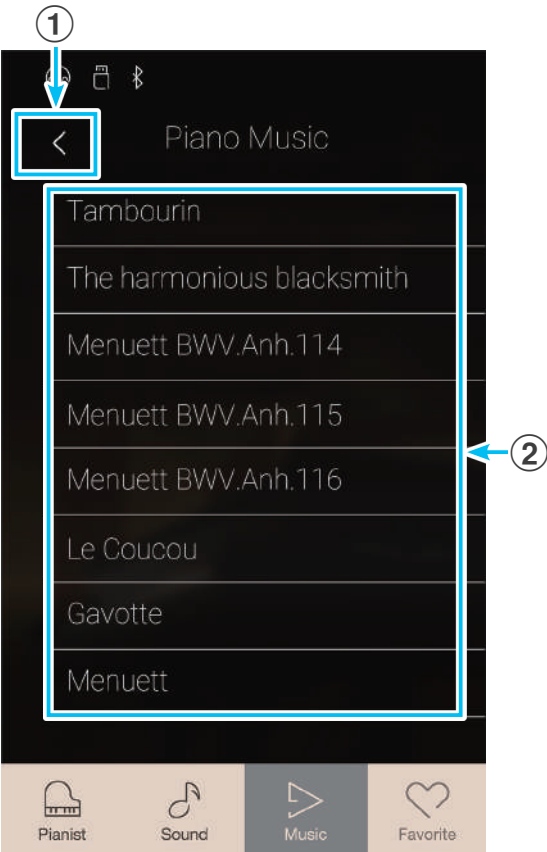 ①
Piano Music
Tambourin
The harmonious blacksmith
Menuett BWV.Anh.114
Menuett BWV.Anh.115
②
Menuett BWV.Anh.116
Le Coucou
Gavotte
Menuett
Pianist Sound Music Favorite